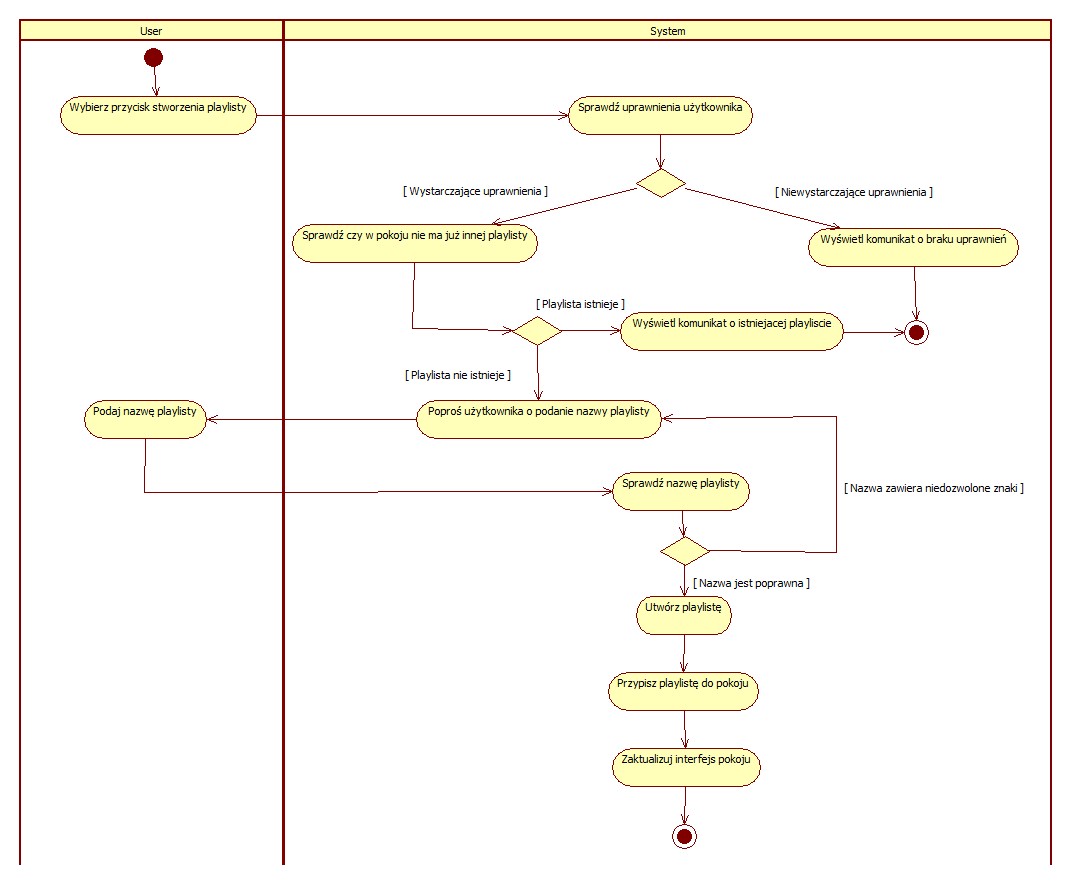 User
System
Wybierz przycisk stworzenia playlisty
Sprawdź uprawnienia użytkownika
[ Wystarczające uprawnienia ]
[ Niewystarczające uprawnienia ]
Sprawdź czy w pokoju nie ma już innej playlisty
Wyświetl komunikat o braku uprawnień
[ Playlista istnieje ]
Wyświetl komunikat o istniejacej playliscie
[ Playlista nie istnieje ]
Podaj nazwę playlisty
Poproś użytkownika o podanie nazwy playlisty
Sprawdź nazwę playlisty
[ Nazwa zawiera niedozwolone znaki ]
[ Nazwa jest poprawna ]
Utwórz playlistę
Przypisz playlistę do pokoju
Zaktualizuj interfejs pokoju